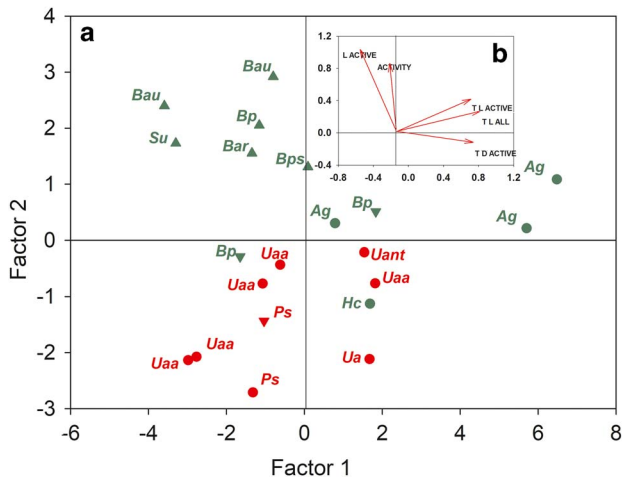 4
a
1.2
b
L ACTIVE
Bau
ACTIVITY
3
0.8
Bau
0.4
T L ACTIVE
Bp
2
T L ALL
Su
Bar
0.0
Bps
T D ACTIVE
-0.4
Ag
-0.8
0.0
0.4
0.8
1.2
1
Bp
Ag
Ag
Factor 2
0
Bp
Uaa
Uant
Uaa
Uaa
-1
Hc
Ps
Uaa
-2
Uaa
Ua
Ps
-3
-6
-4
-2
0
2
4
6
8
Factor 1